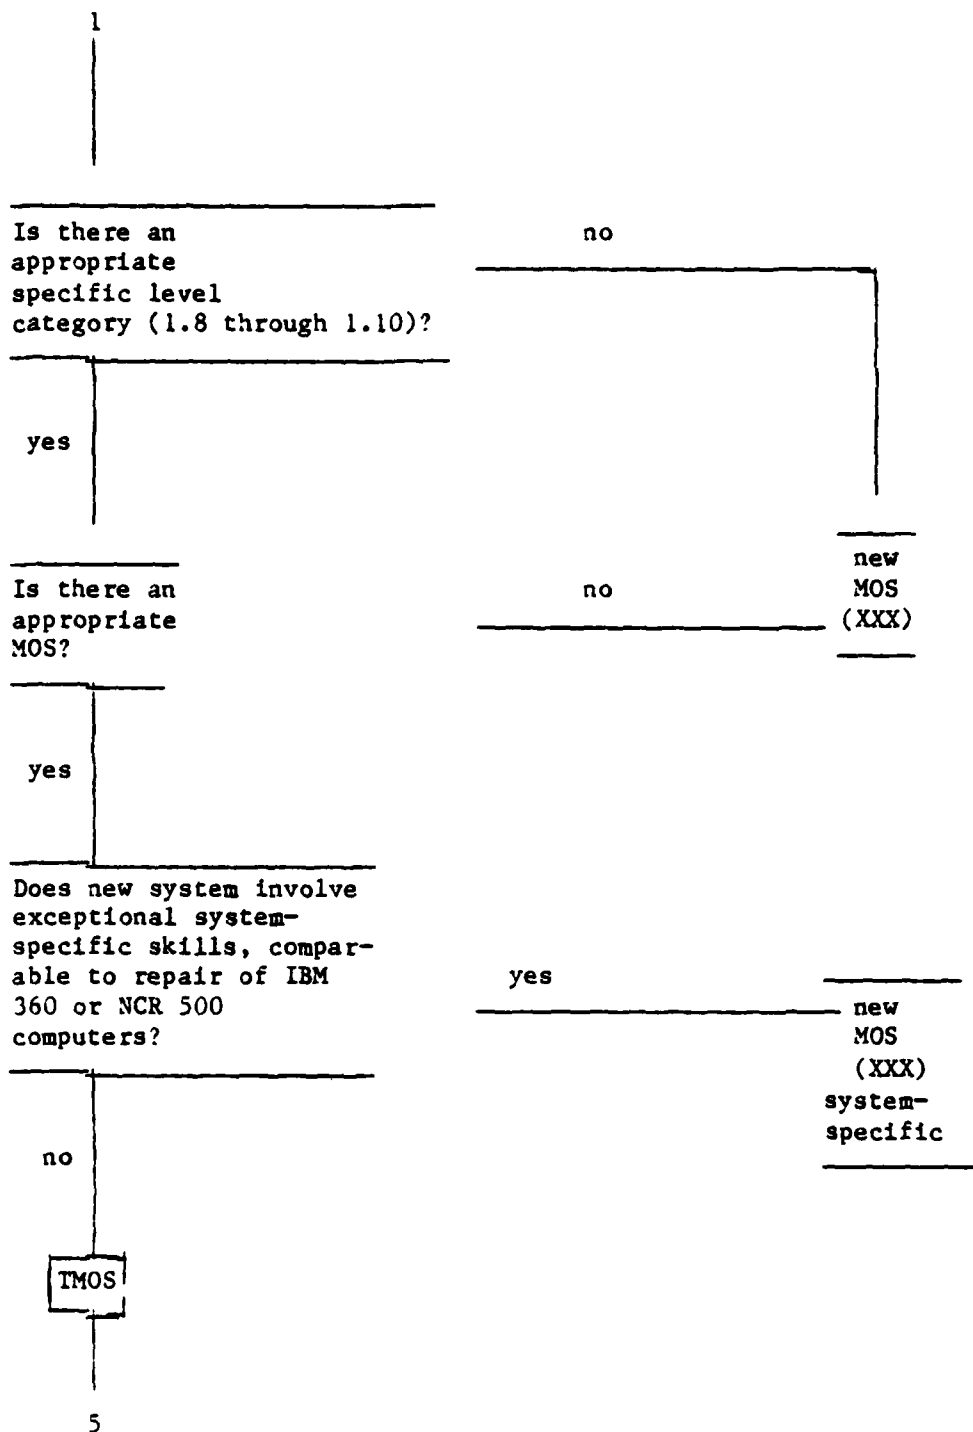 1
Is there an
appropriate
specific level
category (1.8 through 1.10)?
no
yes
Is there an
appropriate
MOS?
no
new
MOS
(XXX)
yes
Does new system involve
exceptional system-
specific skills, compar-
able to repair of IBM
360 or NCR 500
computers?
yes
new
MOS
(XXX)
system-
specific
no
TMOS
5